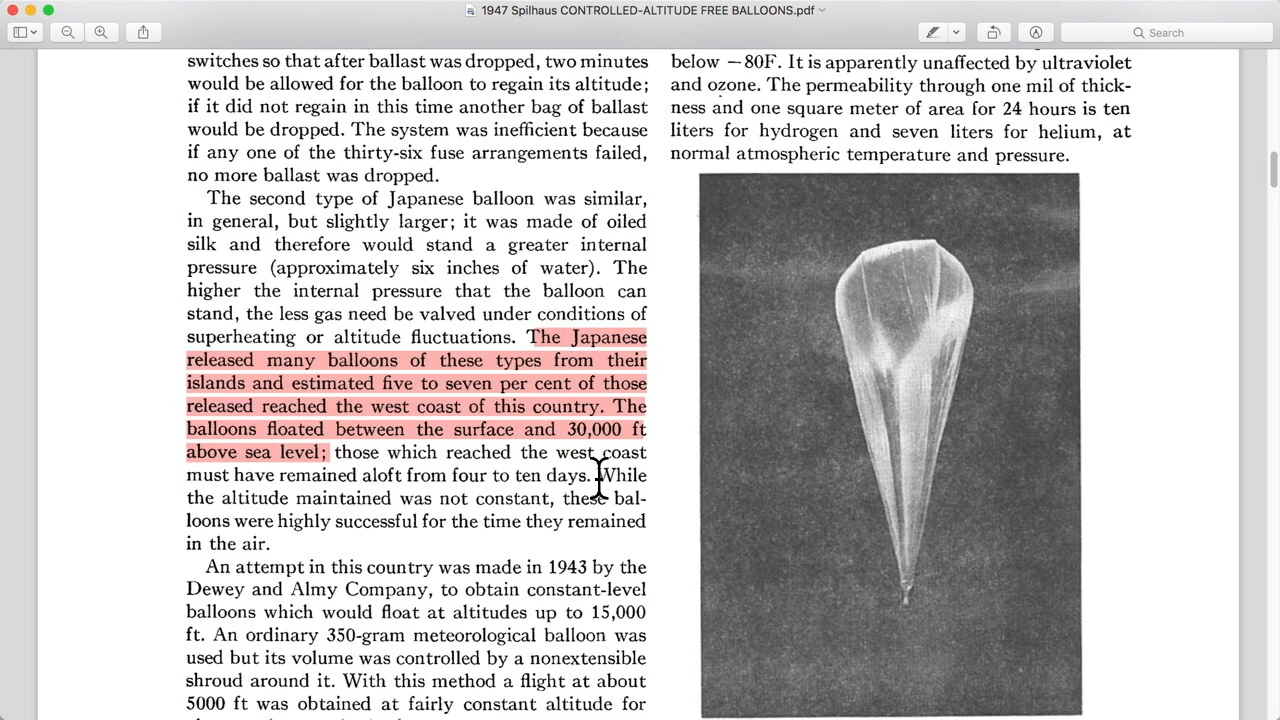 1947 Spilhaus CONTROLLED-ALTITUDE FREE BALLOONS.pdf
Search
switches so that after ballast was dropped, two minutes
would be allowed for the balloon to regain its altitude;
if it did not regain in this time another bag of ballast
would be dropped. The system was inefficient because
if any one of the thirty-six fuse arrangements failed,
no more ballast was dropped.
The second type of Japanese balloon was similar,
in general, but slightly larger; it was made of oiled
silk and therefore would stand a greater internal
pressure (approximately six inches of water). The
higher the internal pressure that the balloon can
stand, the less gas need be valved under conditions of
superheating or altitude fluctuations. The Japanese
released many balloons of these types from their
islands and estimated five to seven per cent of those
released reached the west coast of this country. The
balloons floated between the surface and 30,000 ft
above sea level; those which reached the west coast
must have remained aloft from four to ten days. While
the altitude maintained was not constant, these bal-
loons were highly successful for the time they remained
in the air.
An attempt in this country was made in 1943 by the
Dewey and Almy Company, to obtain constant-level
balloons which would float at altitudes up to 15,000
ft. An ordinary 350-gram meteorological balloon was
used but its volume was controlled by a nonextensible
shroud around it. With this method a flight at about
5000 ft was obtained at fairly constant altitude for
below —80F. It is apparently unaffected by ultraviolet
and ozone. The permeability through one mil of thick-
ness and one square meter of area for 24 hours is ten
liters for hydrogen and seven liters for helium, at
normal atmospheric temperature and pressure.